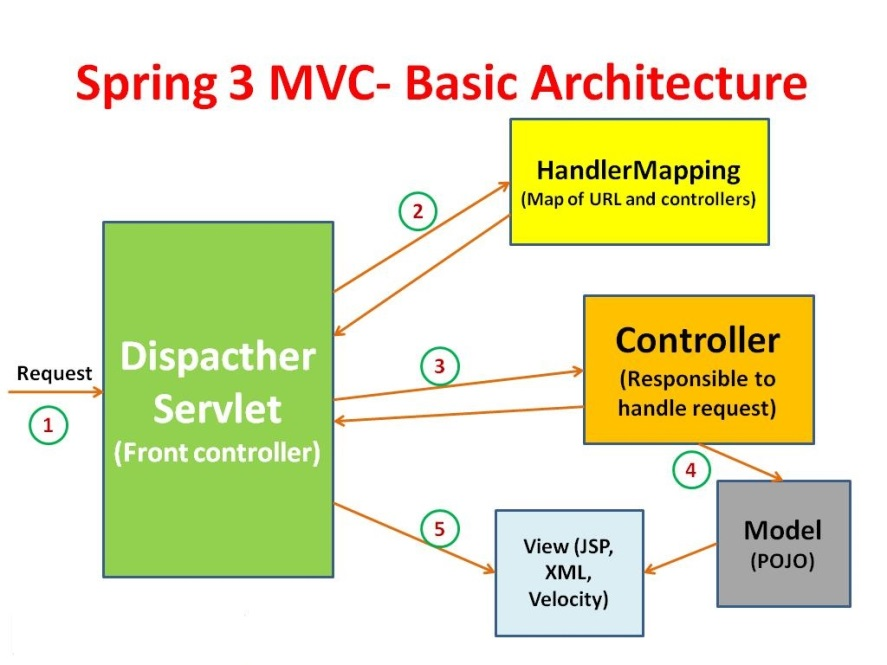 Spring 3 MVC- Basic Architecture
HandlerMapping
(Map of URL and controllers)
2
Dispacther
Servlet
(Front controller)
Request
1
3
Controller
(Responsible to
handle request)
4
Model
(POJO)
5
View (JSP,
XML,
Velocity)